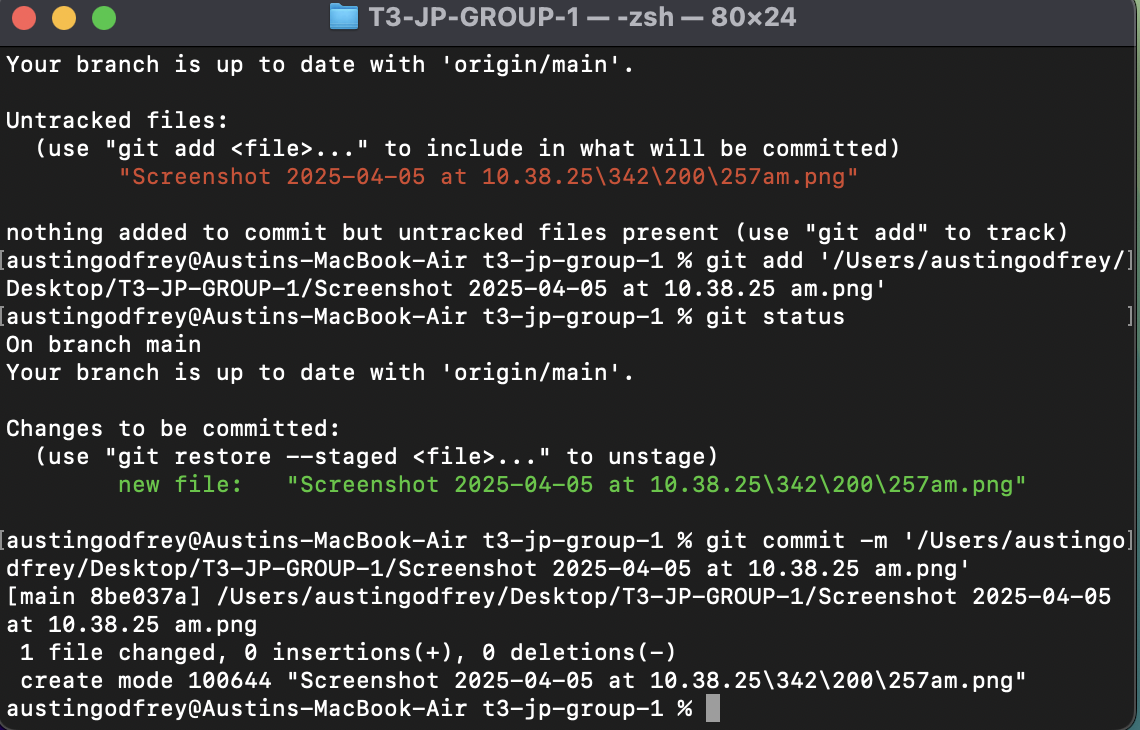 T3-JP-GROUP-1 — -zsh — 80×24
Your branch is up to date with 'origin/main'.
Untracked files:
(use "git add <file>..." to include in what will be committed)
"Screenshot 2025-04-05 at 10.38.25\342\200\257am.png"
nothing added to commit but untracked files present (use "git add" to track)
[austingodfrey@Austins-MacBook-Air t3-jp-group-1 % git add '/Users/austingodfrey/]
Desktop/T3-JP-GROUP-1/Screenshot 2025-04-05 at 10.38.25 am.png'
[austingodfrey@Austins-MacBook-Air t3-jp-group-1 % git status ]
On branch main
Your branch is up to date with 'origin/main'.
Changes to be committed:
(use "git restore --staged <file>..." to unstage)
new file: "Screenshot 2025-04-05 at 10.38.25\342\200\257am.png"
[austingodfrey@Austins-MacBook-Air t3-jp-group-1 % git commit -m '/Users/austingo]
dfrey/Desktop/T3-JP-GROUP-1/Screenshot 2025-04-05 at 10.38.25 am.png'
[main 8be037a] /Users/austingodfrey/Desktop/T3-JP-GROUP-1/Screenshot 2025-04-05
at 10.38.25 am.png
1 file changed, 0 insertions(+), 0 deletions(-)
create mode 100644 "Screenshot 2025-04-05 at 10.38.25\342\200\257am.png"
austingodfrey@Austins-MacBook-Air t3-jp-group-1 %